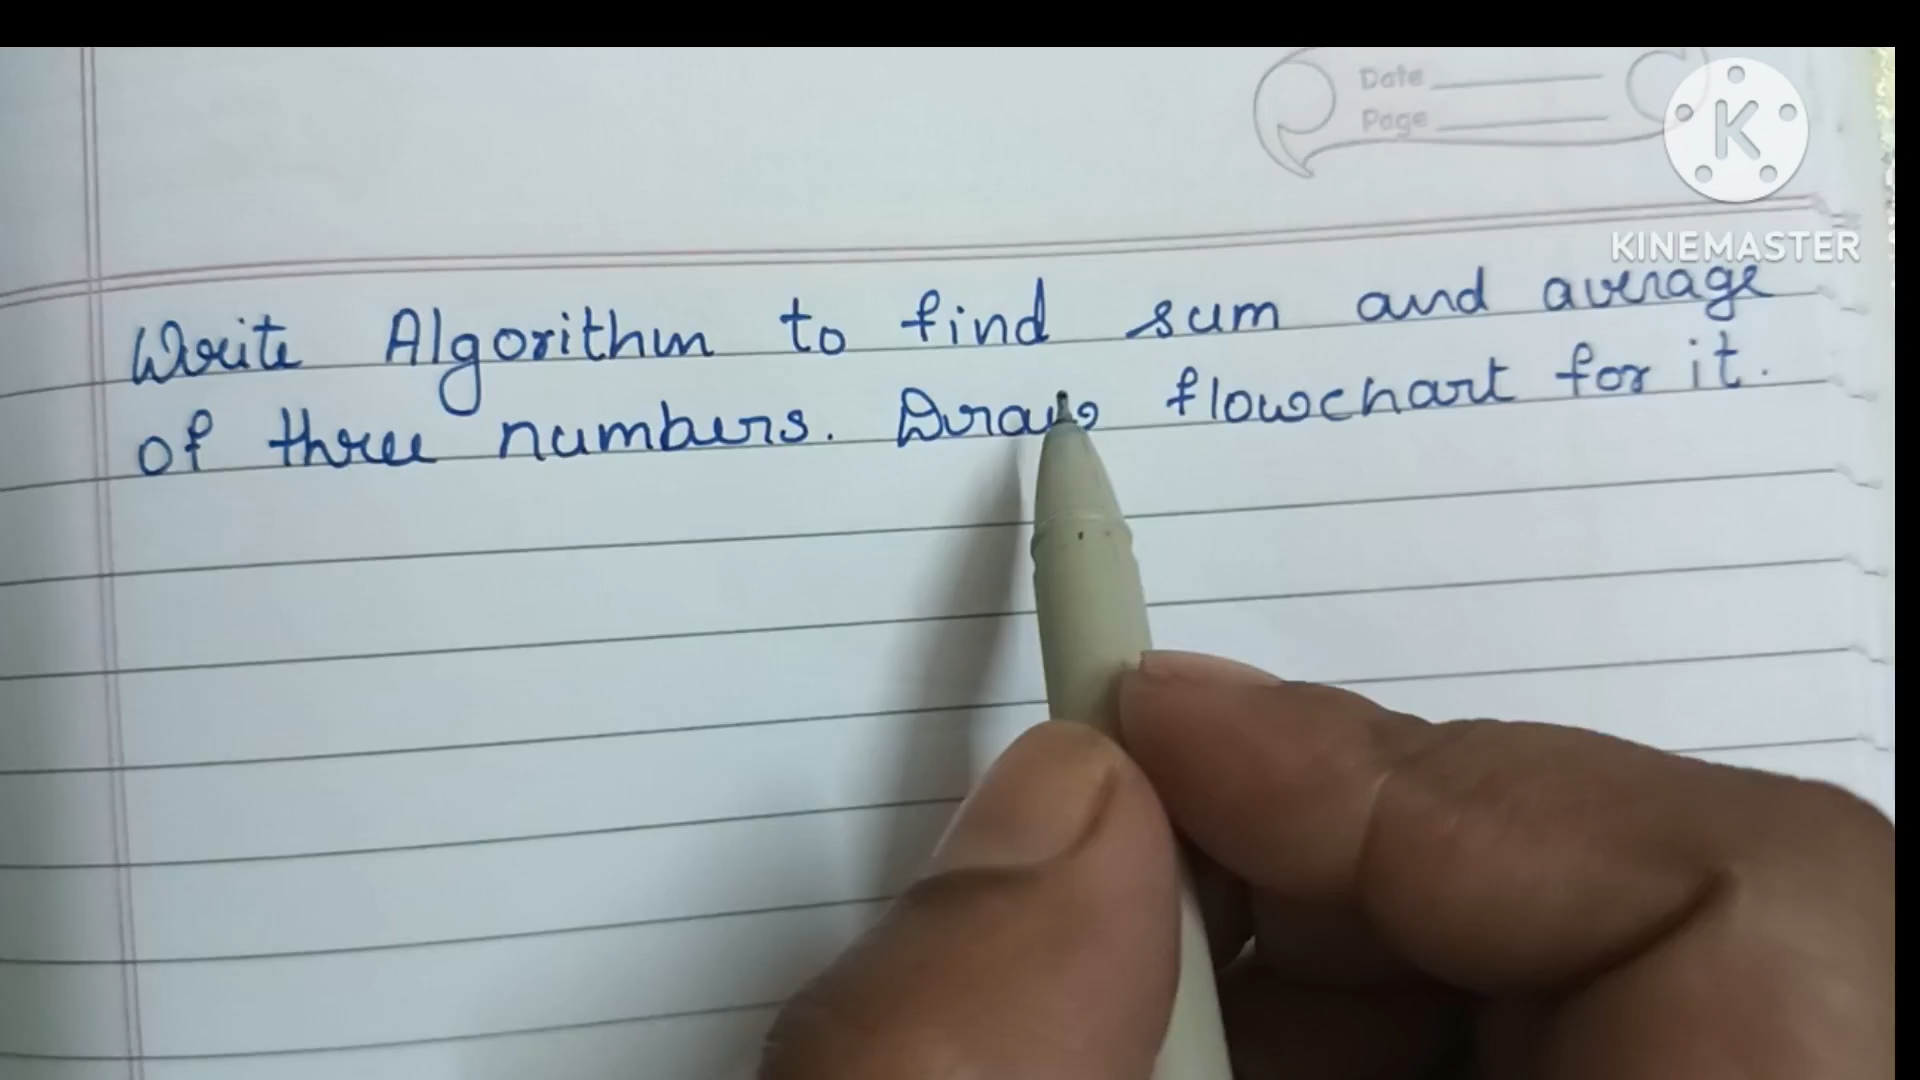 Date
Page
K
KINEMASTER
Write Algorithm to find sum and average
of three numbers. Draw flowchart for it.